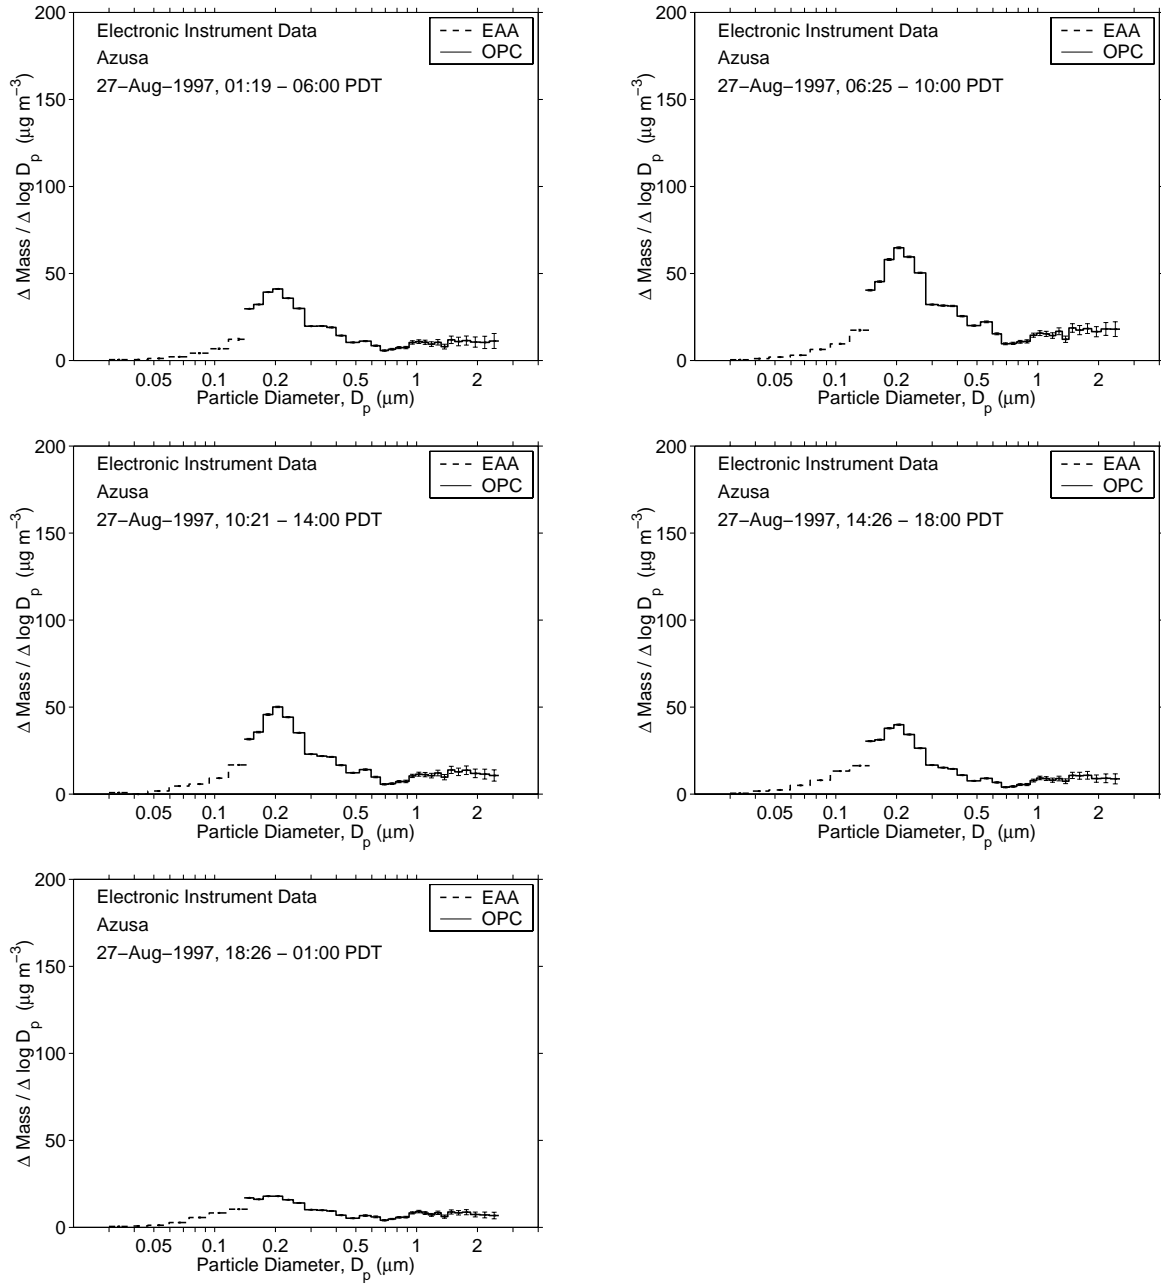 200
150
100
50
0
Δ Mass / Δ log D_p (μg m⁻³)
Electronic Instrument Data
Azusa
27−Aug−1997, 01:19 − 06:00 PDT
EAA
OPC
0.05 0.1 0.2 0.5 1 2
Particle Diameter, D_p (μm)
200
150
100
50
0
Δ Mass / Δ log D_p (μg m⁻³)
Electronic Instrument Data
Azusa
27−Aug−1997, 06:25 − 10:00 PDT
EAA
OPC
0.05 0.1 0.2 0.5 1 2
Particle Diameter, D_p (μm)
200
150
100
50
0
Δ Mass / Δ log D_p (μg m⁻³)
Electronic Instrument Data
Azusa
27−Aug−1997, 10:21 − 14:00 PDT
EAA
OPC
0.05 0.1 0.2 0.5 1 2
Particle Diameter, D_p (μm)
200
150
100
50
0
Δ Mass / Δ log D_p (μg m⁻³)
Electronic Instrument Data
Azusa
27−Aug−1997, 14:26 − 18:00 PDT
EAA
OPC
0.05 0.1 0.2 0.5 1 2
Particle Diameter, D_p (μm)
200
150
100
50
0
Δ Mass / Δ log D_p (μg m⁻³)
Electronic Instrument Data
Azusa
27−Aug−1997, 18:26 − 01:00 PDT
EAA
OPC
0.05 0.1 0.2 0.5 1 2
Particle Diameter, D_p (μm)